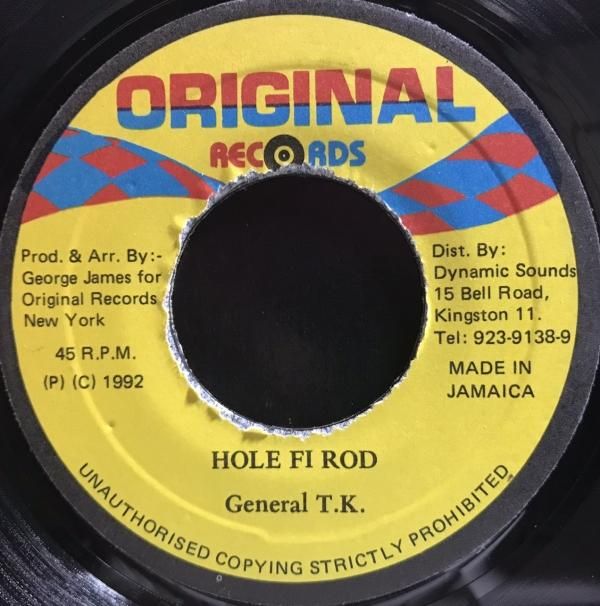 ORIGINAL
RECORDS
Prod. & Arr. By:-
George James for
Original Records
New York
45 R.P.M.
(P) (C) 1992
Dist. By:
Dynamic Sounds
15 Bell Road,
Kingston 11.
Tel: 923-9138-9
MADE IN
JAMAICA
HOLE FI ROD
General T.K.
UNAUTHORISED COPYING STRICTLY PROHIBITED